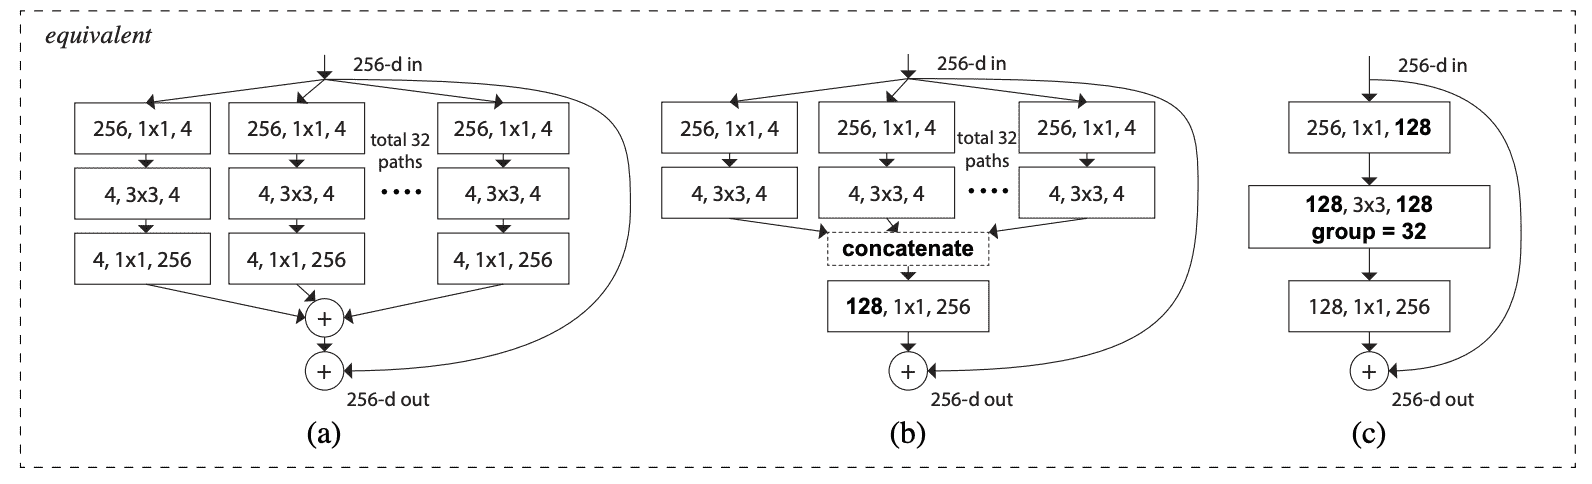 equivalent
256-d in
256, 1x1, 4
256, 1x1, 4
256, 1x1, 4
total 32
paths
4, 3x3, 4
4, 3x3, 4
....
4, 3x3, 4
4, 1x1, 256
4, 1x1, 256
4, 1x1, 256
+
+
256-d out
(a)
256-d in
256, 1x1, 4
256, 1x1, 4
256, 1x1, 4
total 32
paths
4, 3x3, 4
4, 3x3, 4
....
4, 3x3, 4
concatenate
128, 1x1, 256
+
256-d out
(b)
256-d in
256, 1x1, 128
128, 3x3, 128
group = 32
128, 1x1, 256
+
256-d out
(c)